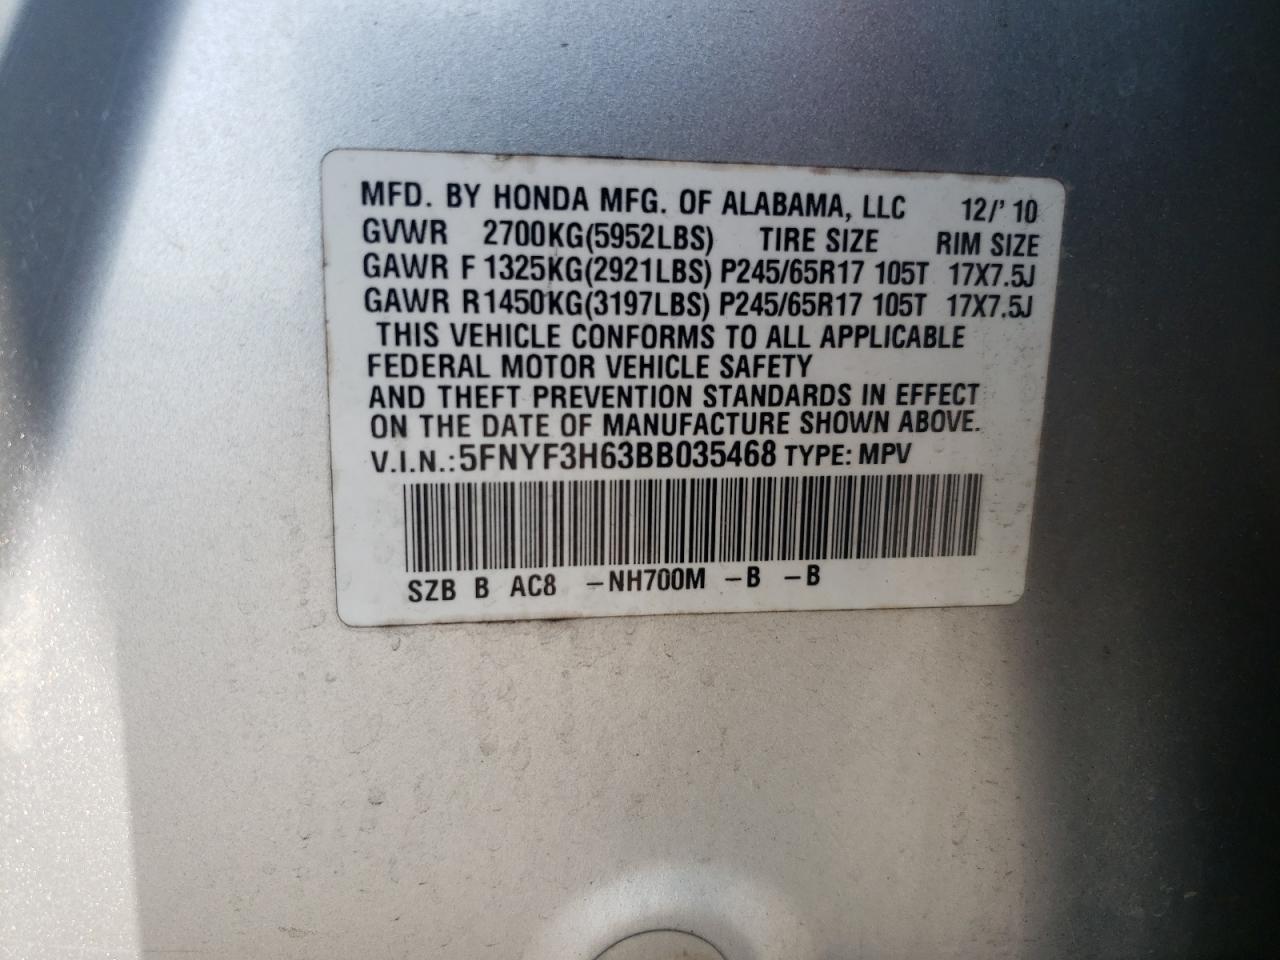 MFD. BY HONDA MFG. OF ALABAMA, LLC 12/' 10
GVWR 2700KG(5952LBS) TIRE SIZE RIM SIZE
GAWR F 1325KG(2921LBS) P245/65R17 105T 17X7.5J
GAWR R1450KG(3197LBS) P245/65R17 105T 17X7.5J
THIS VEHICLE CONFORMS TO ALL APPLICABLE
FEDERAL MOTOR VEHICLE SAFETY
AND THEFT PREVENTION STANDARDS IN EFFECT
ON THE DATE OF MANUFACTURE SHOWN ABOVE.
V.I.N.:5FNYF3H63BB035468 TYPE: MPV
SZB B AC8 -NH700M -B -B